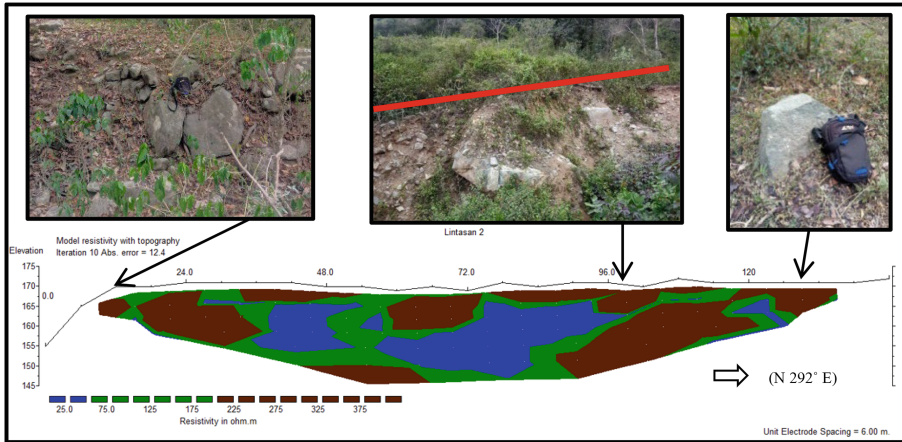 Lintasan 2
Model resistivity with topography
Elevation Iteration 10 Abs. error = 12.4
175
170
165
160
155
150
145
0.0 24.0 48.0 72.0 96.0 120
(N 292° E)
25.0 75.0 125 175 225 275 325 375
Resistivity in ohm.m
Unit Electrode Spacing = 6.00 m.